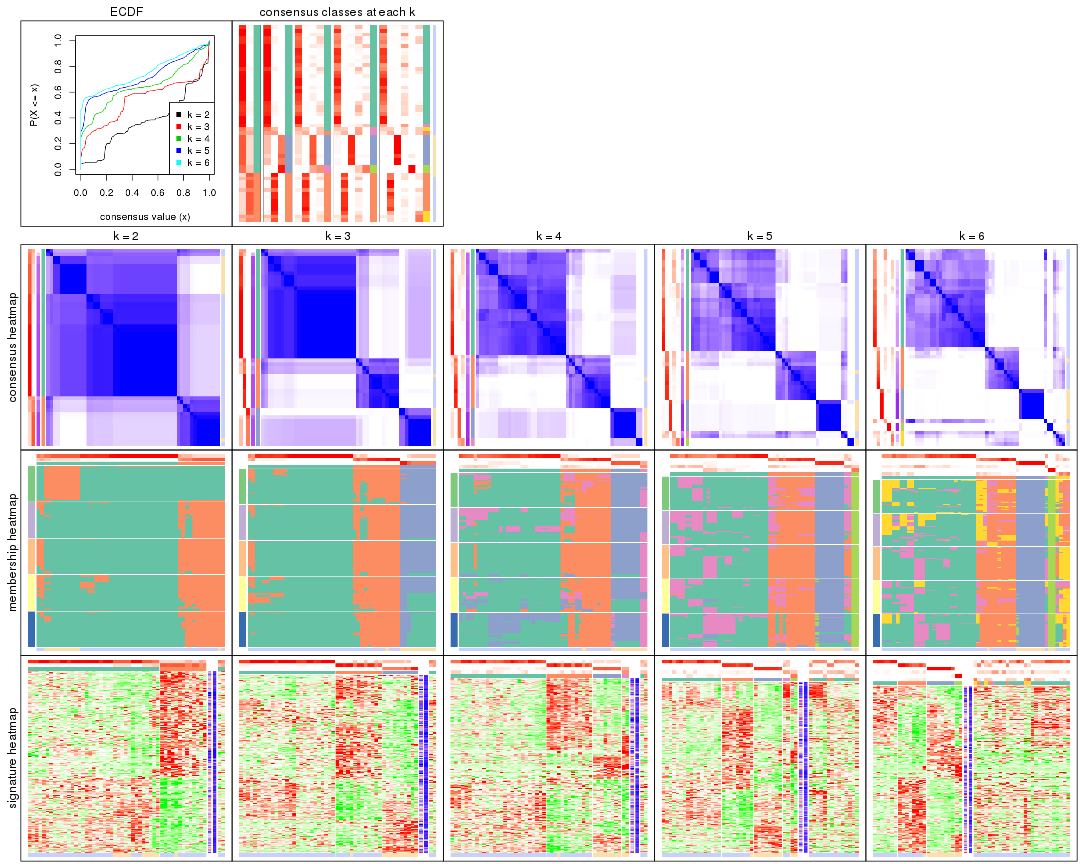 ECDF
consensus classes at each k
P(X <= x)
0.0 0.2 0.4 0.6 0.8 1.0
k = 2
k = 3
k = 4
k = 5
k = 6
0.0 0.2 0.4 0.6 0.8 1.0
consensus value (x)
k = 2
k = 3
k = 4
k = 5
k = 6
consensus heatmap
membership heatmap
signature heatmap